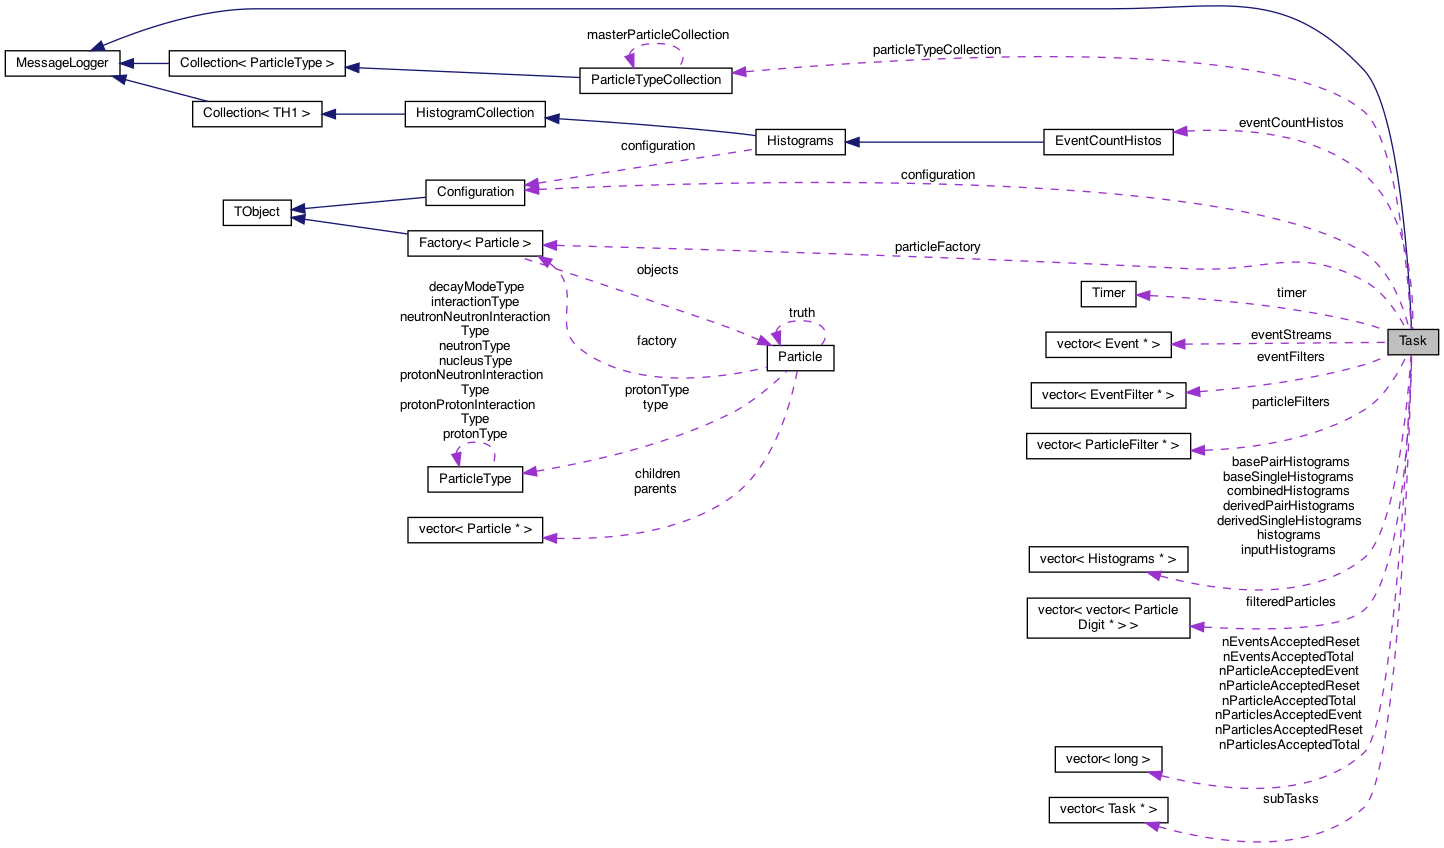 masterParticleCollection
particleTypeCollection
MessageLogger
Collection< ParticleType >
ParticleTypeCollection
Collection< TH1 >
HistogramCollection
eventCountHistos
Histograms
EventCountHistos
configuration
configuration
Configuration
TObject
Factory< Particle >
particleFactory
objects
decayModeType
interactionType
neutronNeutronInteraction
Type
neutronType
nucleusType
protonNeutronInteraction
Type
protonProtonInteraction
Type
protonType
Timer
timer
truth
factory
Particle
vector< Event * >
eventStreams
Task
eventFilters
protonType
type
vector< EventFilter * >
particleFilters
vector< ParticleFilter * >
ParticleType
children
parents
basePairHistograms
baseSingleHistograms
combinedHistograms
derivedPairHistograms
derivedSingleHistograms
histograms
inputHistograms
vector< Particle * >
vector< Histograms * >
filteredParticles
vector< vector< Particle
Digit * > >
nEventsAcceptedReset
nEventsAcceptedTotal
nParticleAcceptedEvent
nParticleAcceptedReset
nParticleAcceptedTotal
nParticlesAcceptedEvent
nParticlesAcceptedReset
nParticlesAcceptedTotal
vector< long >
subTasks
vector< Task * >